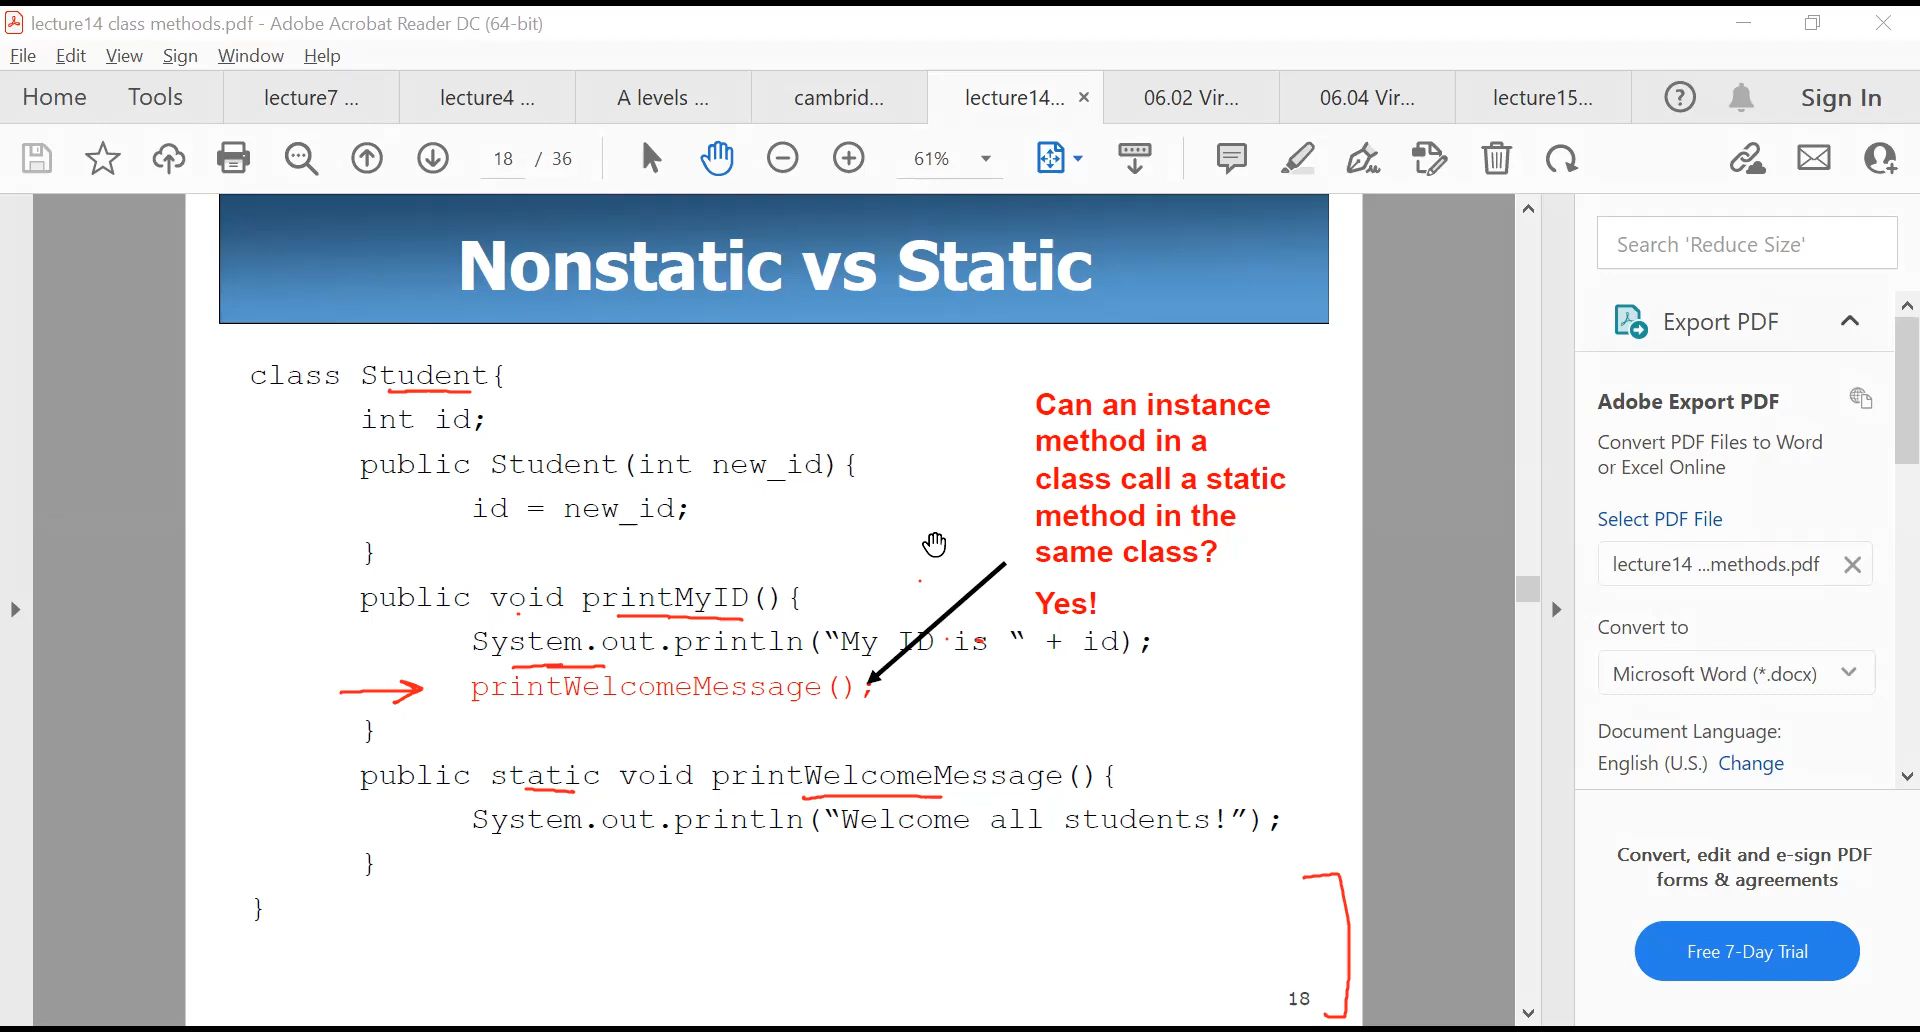 lecture14 class methods.pdf - Adobe Acrobat Reader DC (64-bit)
File Edit View Sign Window Help
Home Tools lecture7 ... lecture4 ... A levels ... cambrid... lecture14... × 06.02 Vir... 06.04 Vir... lecture15... ? Sign In
18 / 36 61%
Nonstatic vs Static
class Student{
int id;
public Student(int new_id){
id = new_id;
}
public void printMyID(){
System.out.println(“My ID is “ + id);
printWelcomeMessage();
}
public static void printWelcomeMessage(){
System.out.println(“Welcome all students!”);
}
}
Can an instance
method in a
class call a static
method in the
same class?
Yes!
18
Search 'Reduce Size'
Export PDF
Adobe Export PDF
Convert PDF Files to Word
or Excel Online
Select PDF File
lecture14 ...methods.pdf
Convert to
Microsoft Word (*.docx)
Document Language:
English (U.S.) Change
Convert, edit and e-sign PDF
forms & agreements
Free 7-Day Trial